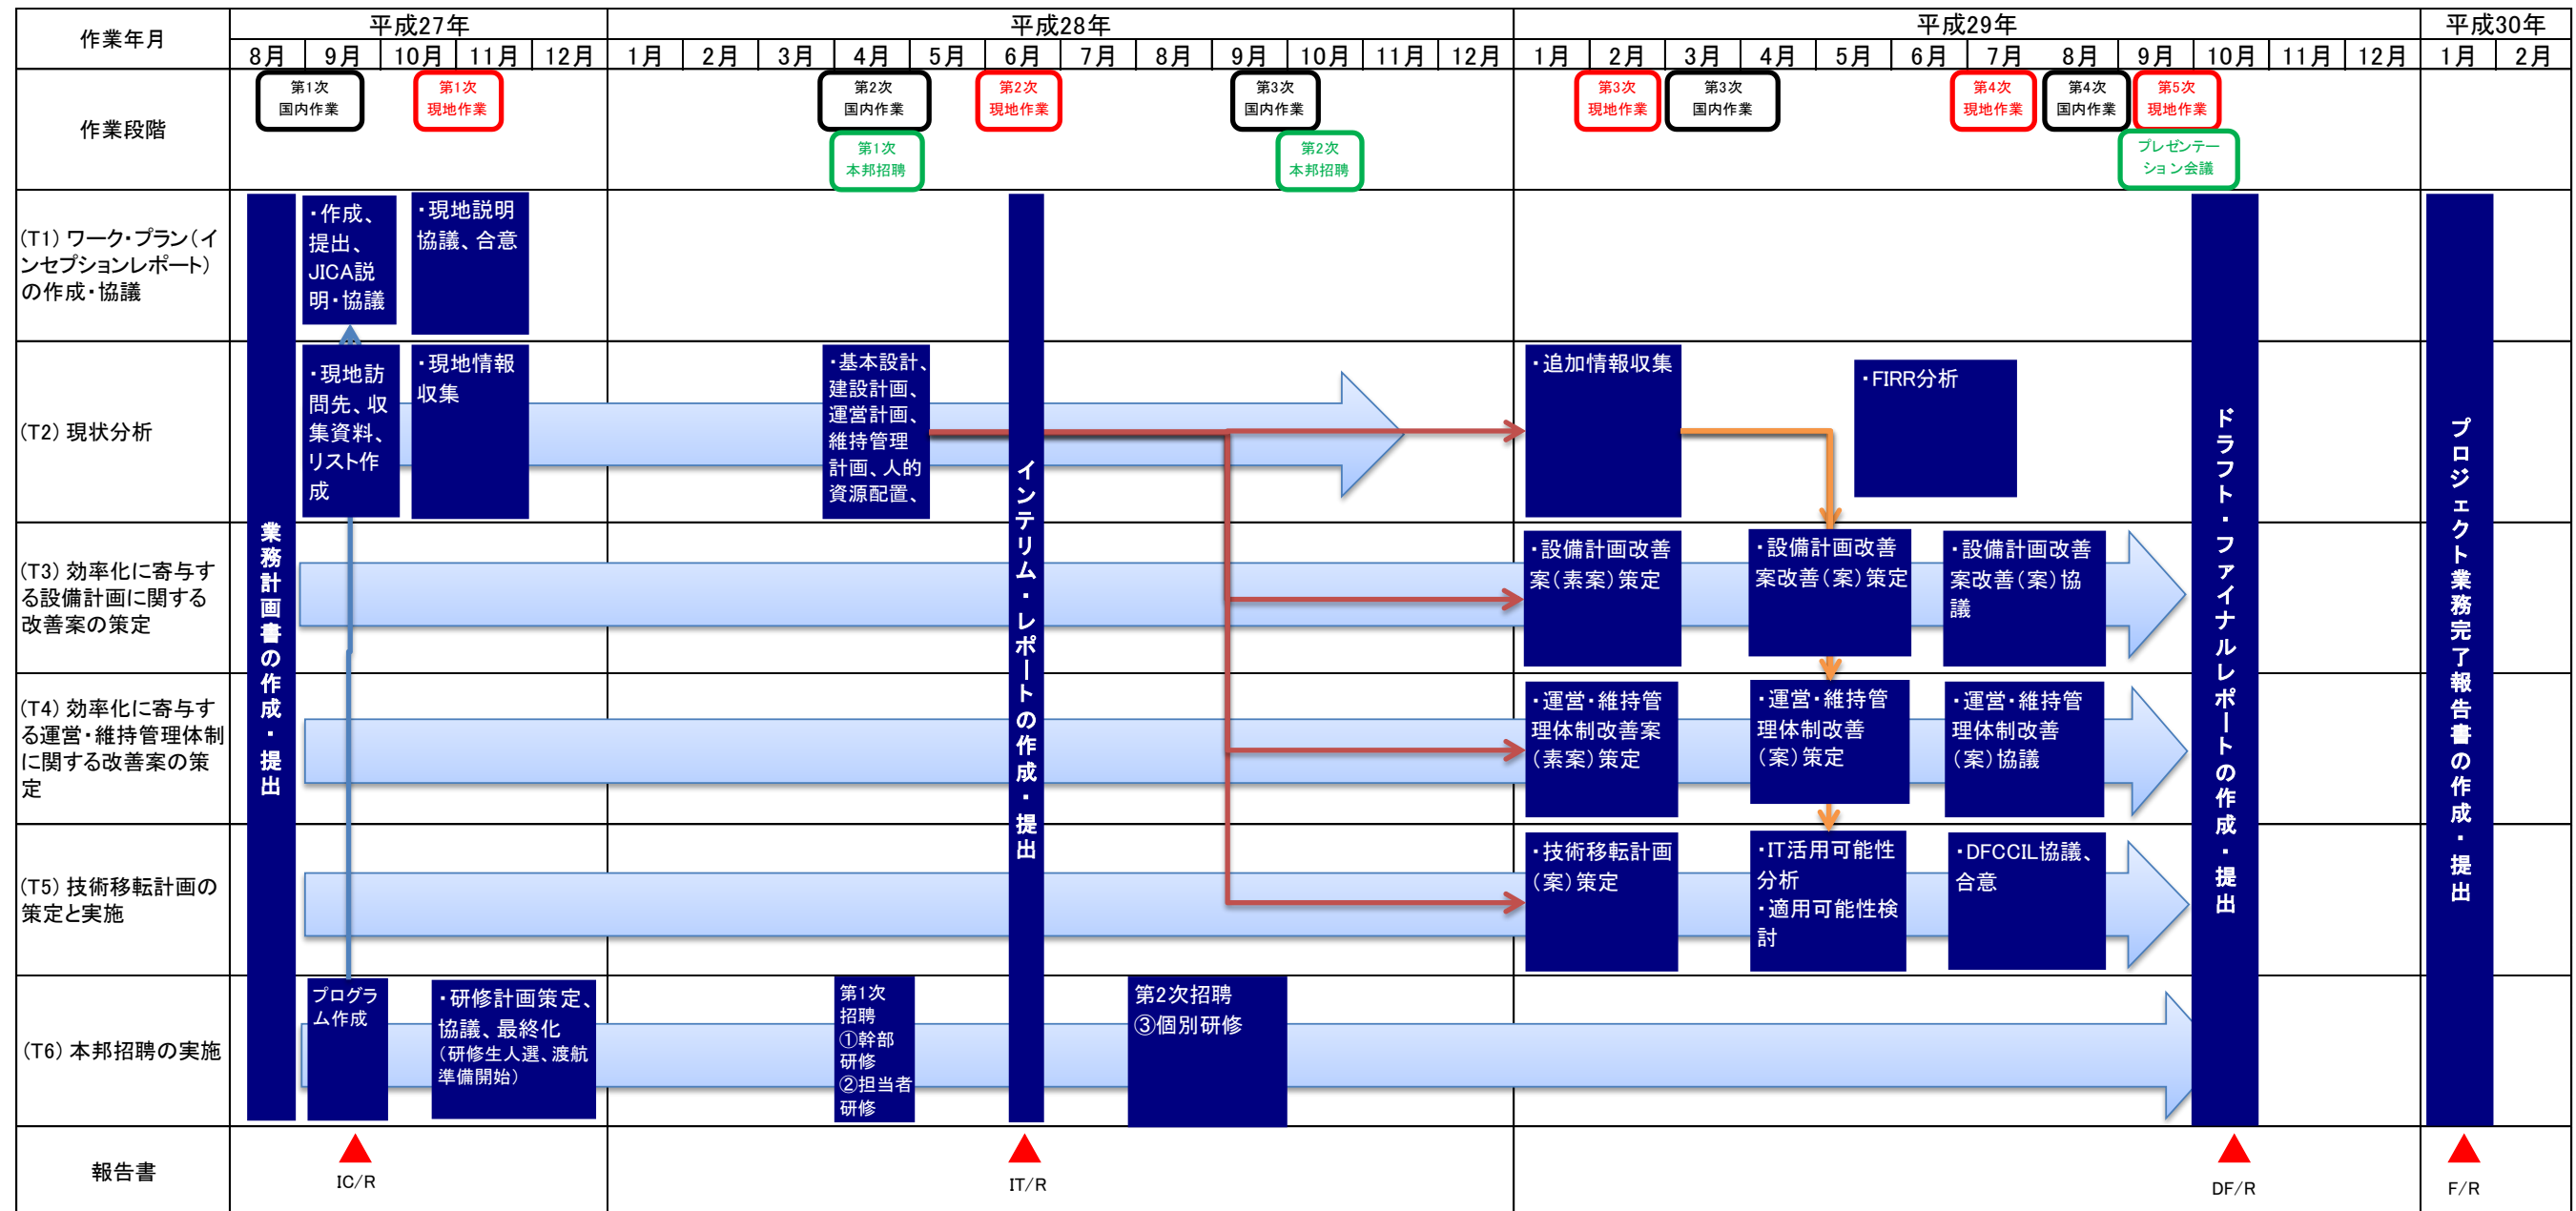 作業年月
平成27年
平成28年
平成29年
平成30年
8月 9月 10月 11月 12月 1月 2月 3月 4月 5月 6月 7月 8月 9月 10月 11月 12月 1月 2月 3月 4月 5月 6月 7月 8月 9月 10月 11月 12月 1月 2月
作業段階
第1次
国内作業
第1次
現地作業
第2次
国内作業
第1次
本邦招聘
第2次
現地作業
第3次
国内作業
第2次
本邦招聘
第3次
現地作業
第3次
国内作業
第4次
現地作業
第4次
国内作業
第5次
現地作業
プレゼンテー
ション会議
業務計画書の作成・提出
インテリム・レポートの作成・提出
ドラフト・ファイナルレポートの作成・提出
プロジェクト業務完了報告書の作成・提出
(T1)ワーク・プラン(イ
ンセプションレポート)
の作成・協議
・作成、
提出、
JICA説
明・協議
・現地説明
協議、合意
(T2)現状分析
・現地訪
問先、収
集資料、
リスト作
成
・現地情報
収集
・基本設計、
建設計画、
運営計画、
維持管理
計画、人的
資源配置、
・追加情報収集
・FIRR分析
(T3)効率化に寄与す
る設備計画に関する
改善案の策定
・設備計画改善
案(素案)策定
・設備計画改善
案改善(案)策定
・設備計画改善
案改善(案)協
議
(T4)効率化に寄与す
る運営・維持管理体制
に関する改善案の策
定
・運営・維持管
理体制改善案
(素案)策定
・運営・維持管
理体制改善
(案)策定
・運営・維持管
理体制改善
(案)協議
(T5)技術移転計画の
策定と実施
・技術移転計画
(案)策定
・IT活用可能性
分析
・適用可能性検
討
・DFCCIL協議、
合意
(T6)本邦招聘の実施
プログラ
ム作成
・研修計画策定、
協議、最終化
(研修生人選、渡航
準備開始)
第1次
招聘
①幹部
研修
②担当者
研修
第2次招聘
③個別研修
報告書
IC/R
IT/R
DF/R
F/R